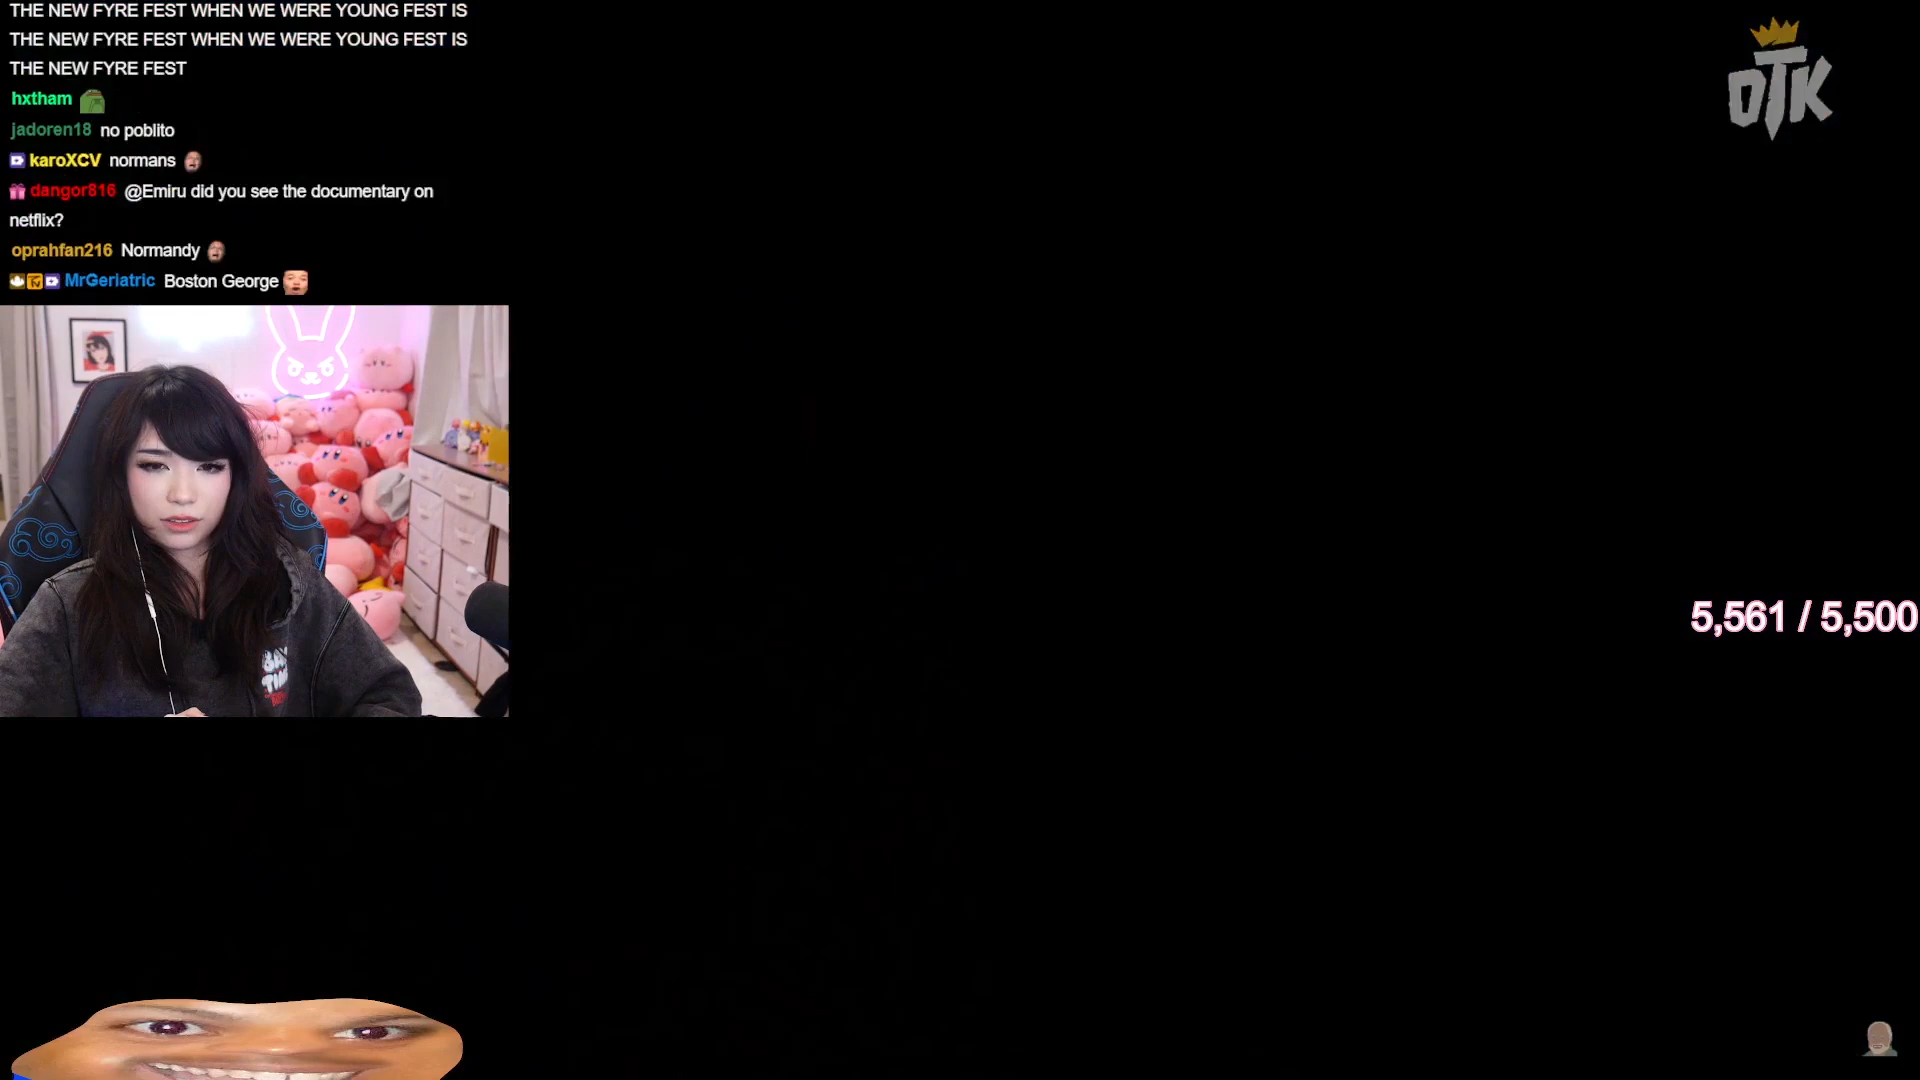 THE NEW FYRE FEST WHEN WE WERE YOUNG FEST IS
THE NEW FYRE FEST WHEN WE WERE YOUNG FEST IS
THE NEW FYRE FEST
hxtham
jadoren18 no poblito
karoXCV normans
dangor816 @Emiru did you see the documentary on
netflix?
oprahfan216 Normandy
MrGeriatric Boston George
OTK
5,561 / 5,500